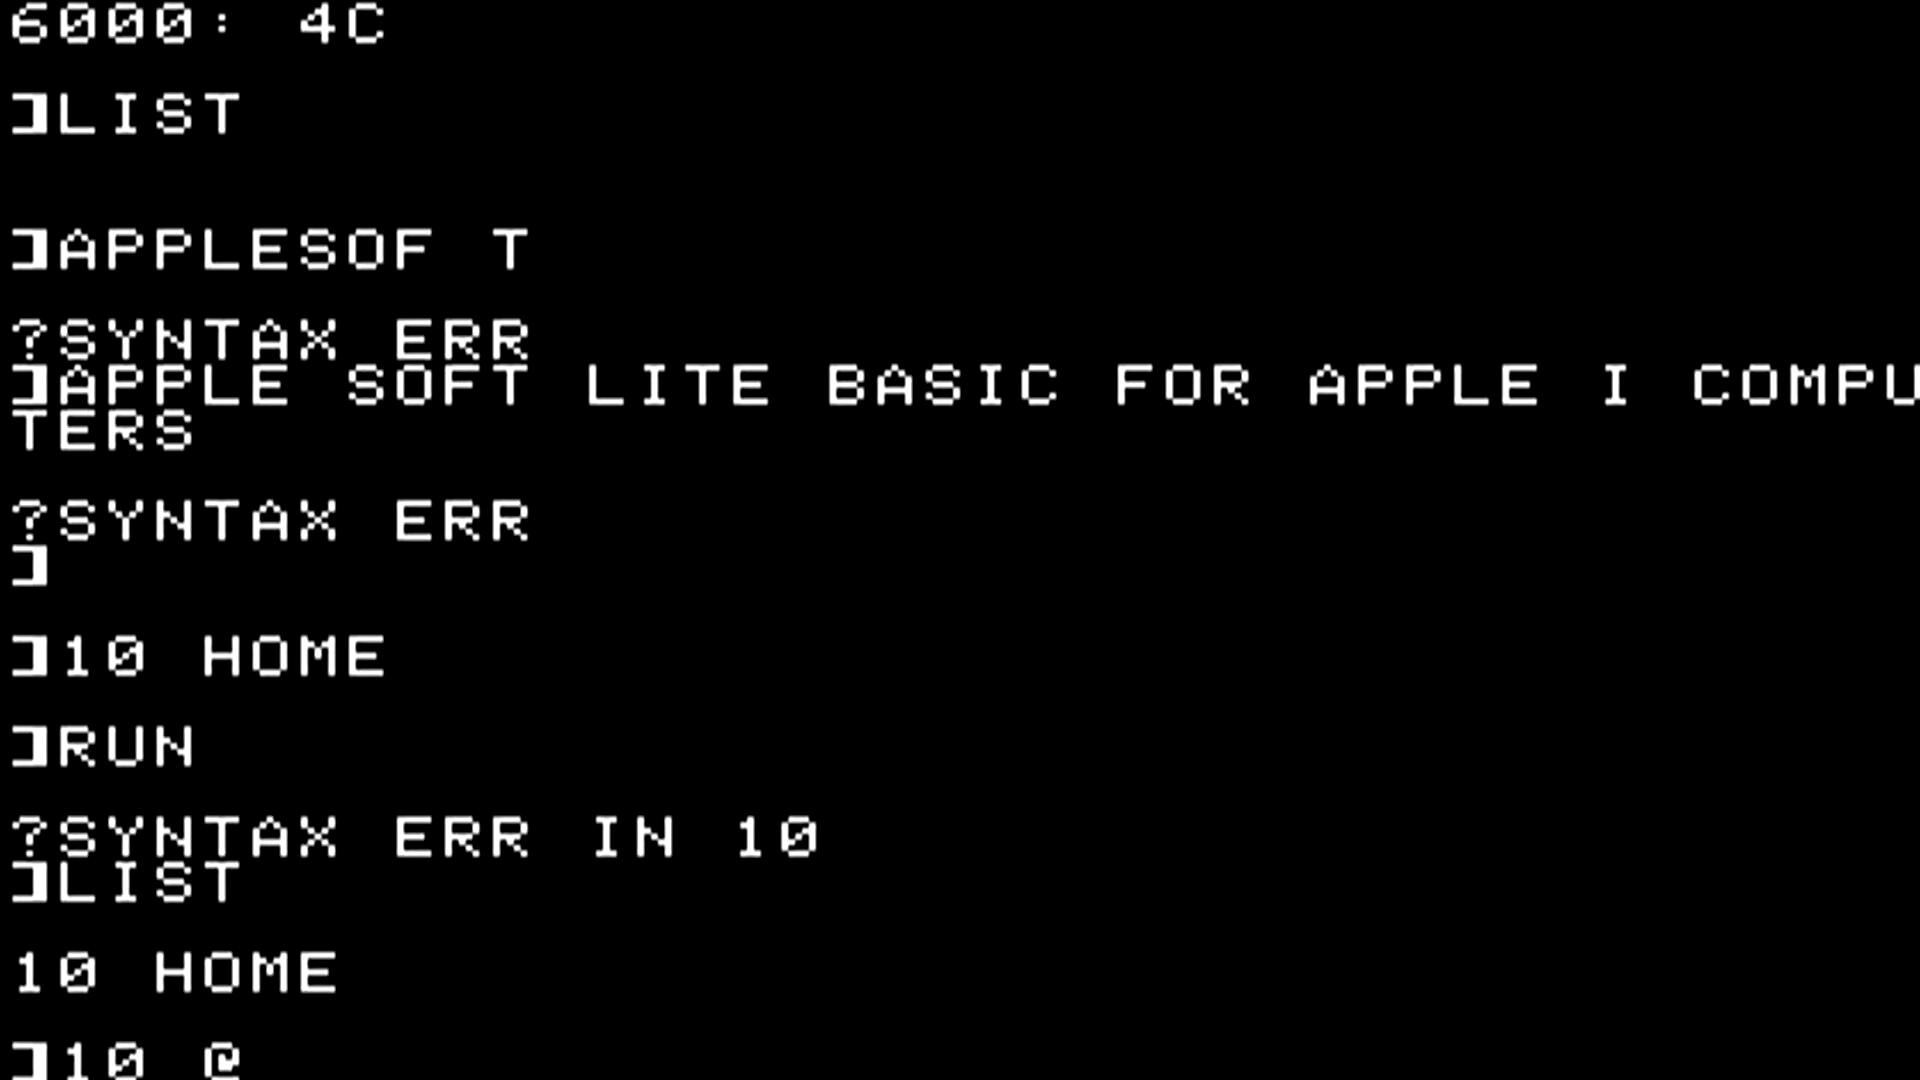 6000: 4C
]LIST
]APPLESOF T
?SYNTAX ERR
]APPLE SOFT LITE BASIC FOR APPLE I COMPU
TERS
?SYNTAX ERR
]
]10 HOME
]RUN
?SYNTAX ERR IN 10
]LIST
10 HOME
]10 @